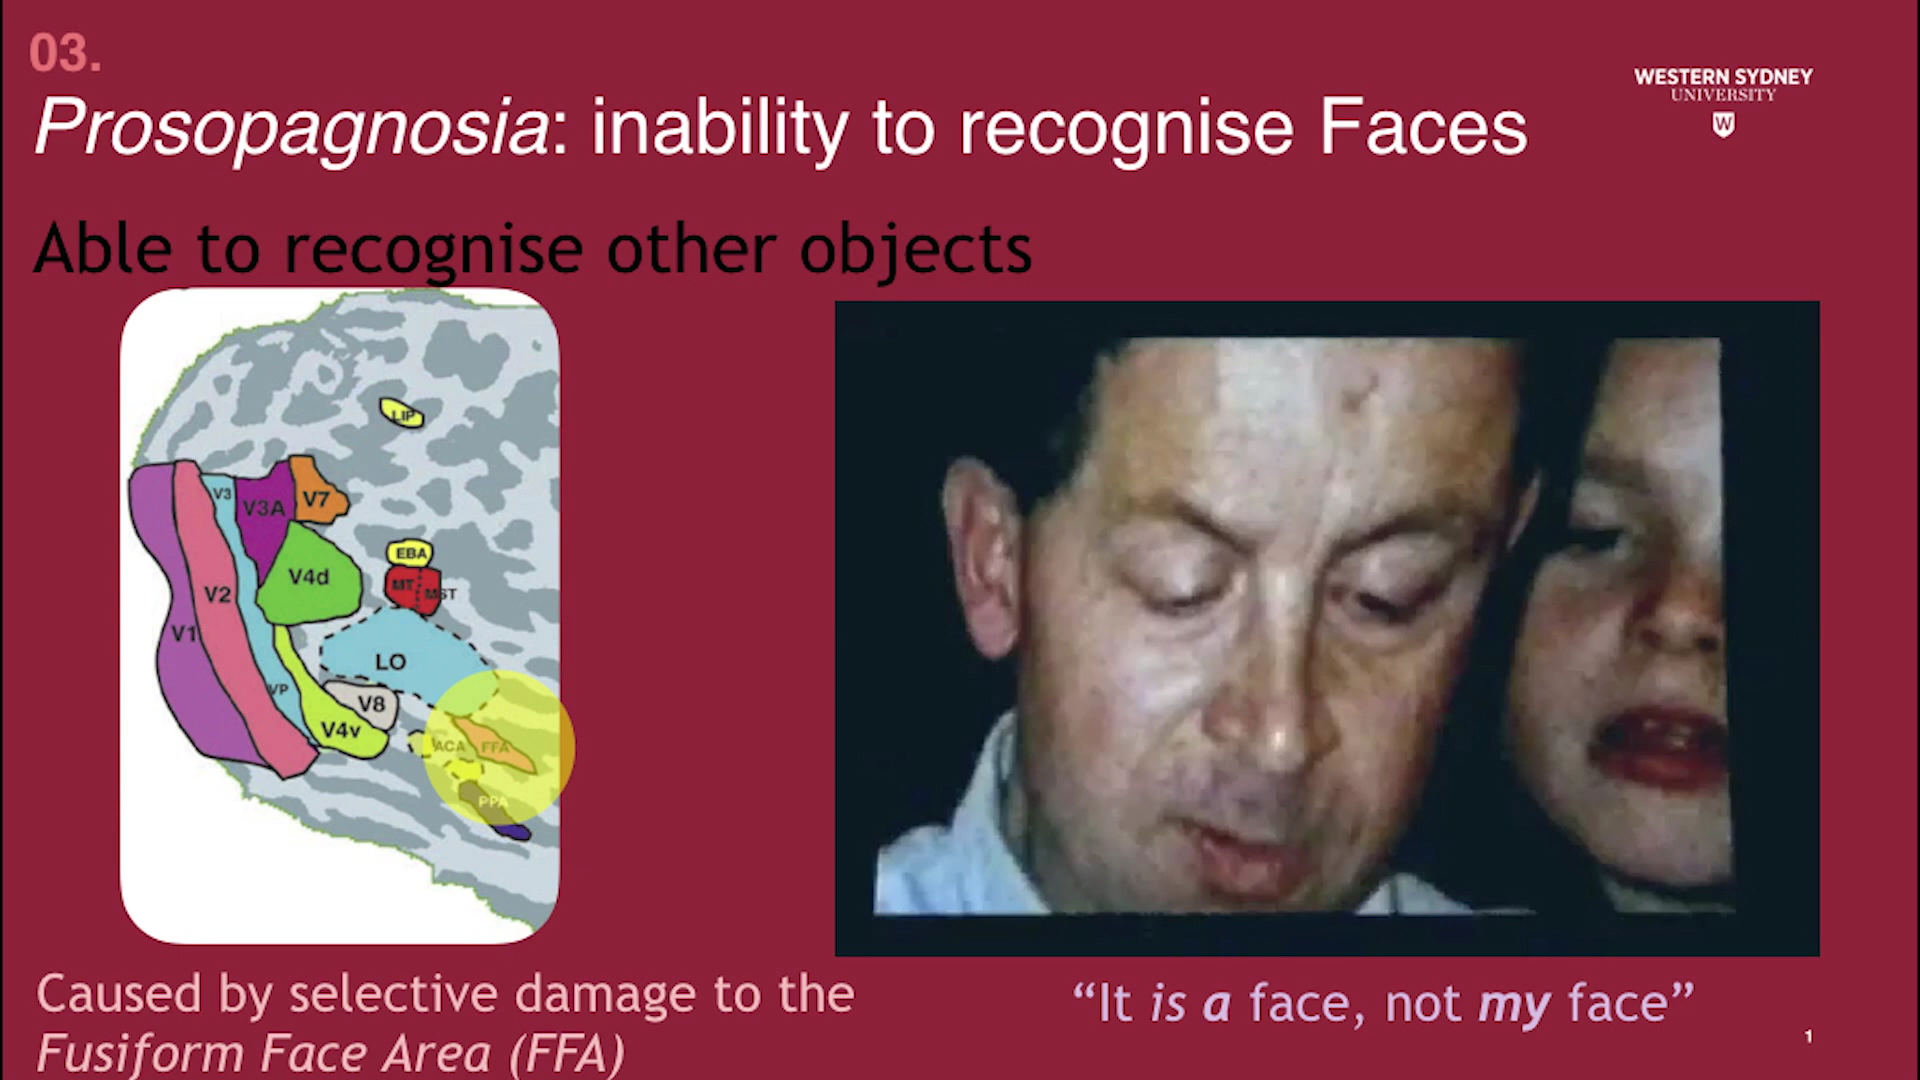 03.
WESTERN SYDNEY
UNIVERSITY
W
Prosopagnosia: inability to recognise Faces
Able to recognise other objects
LIP
V3
V3A
V7
EBA
V4d
MT
MST
V2
V1
LO
VP
V8
V4v
ACA
FFA
PPA
Caused by selective damage to the
Fusiform Face Area (FFA)
“It is a face, not my face”
1